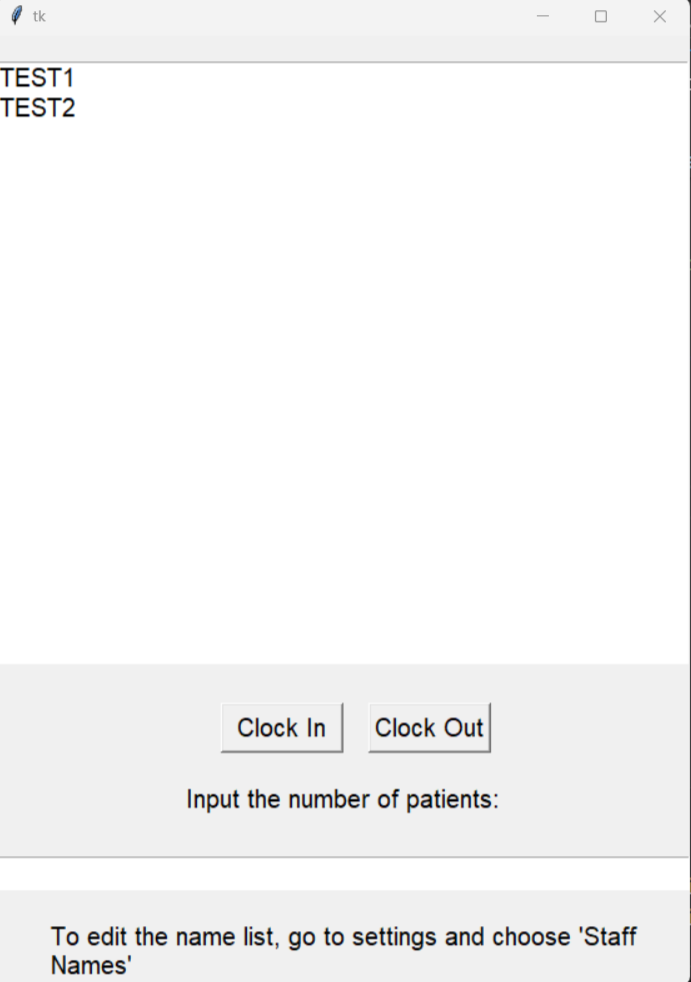 tk
TEST1
TEST2
Clock In
Clock Out
Input the number of patients:
To edit the name list, go to settings and choose 'Staff
Names'